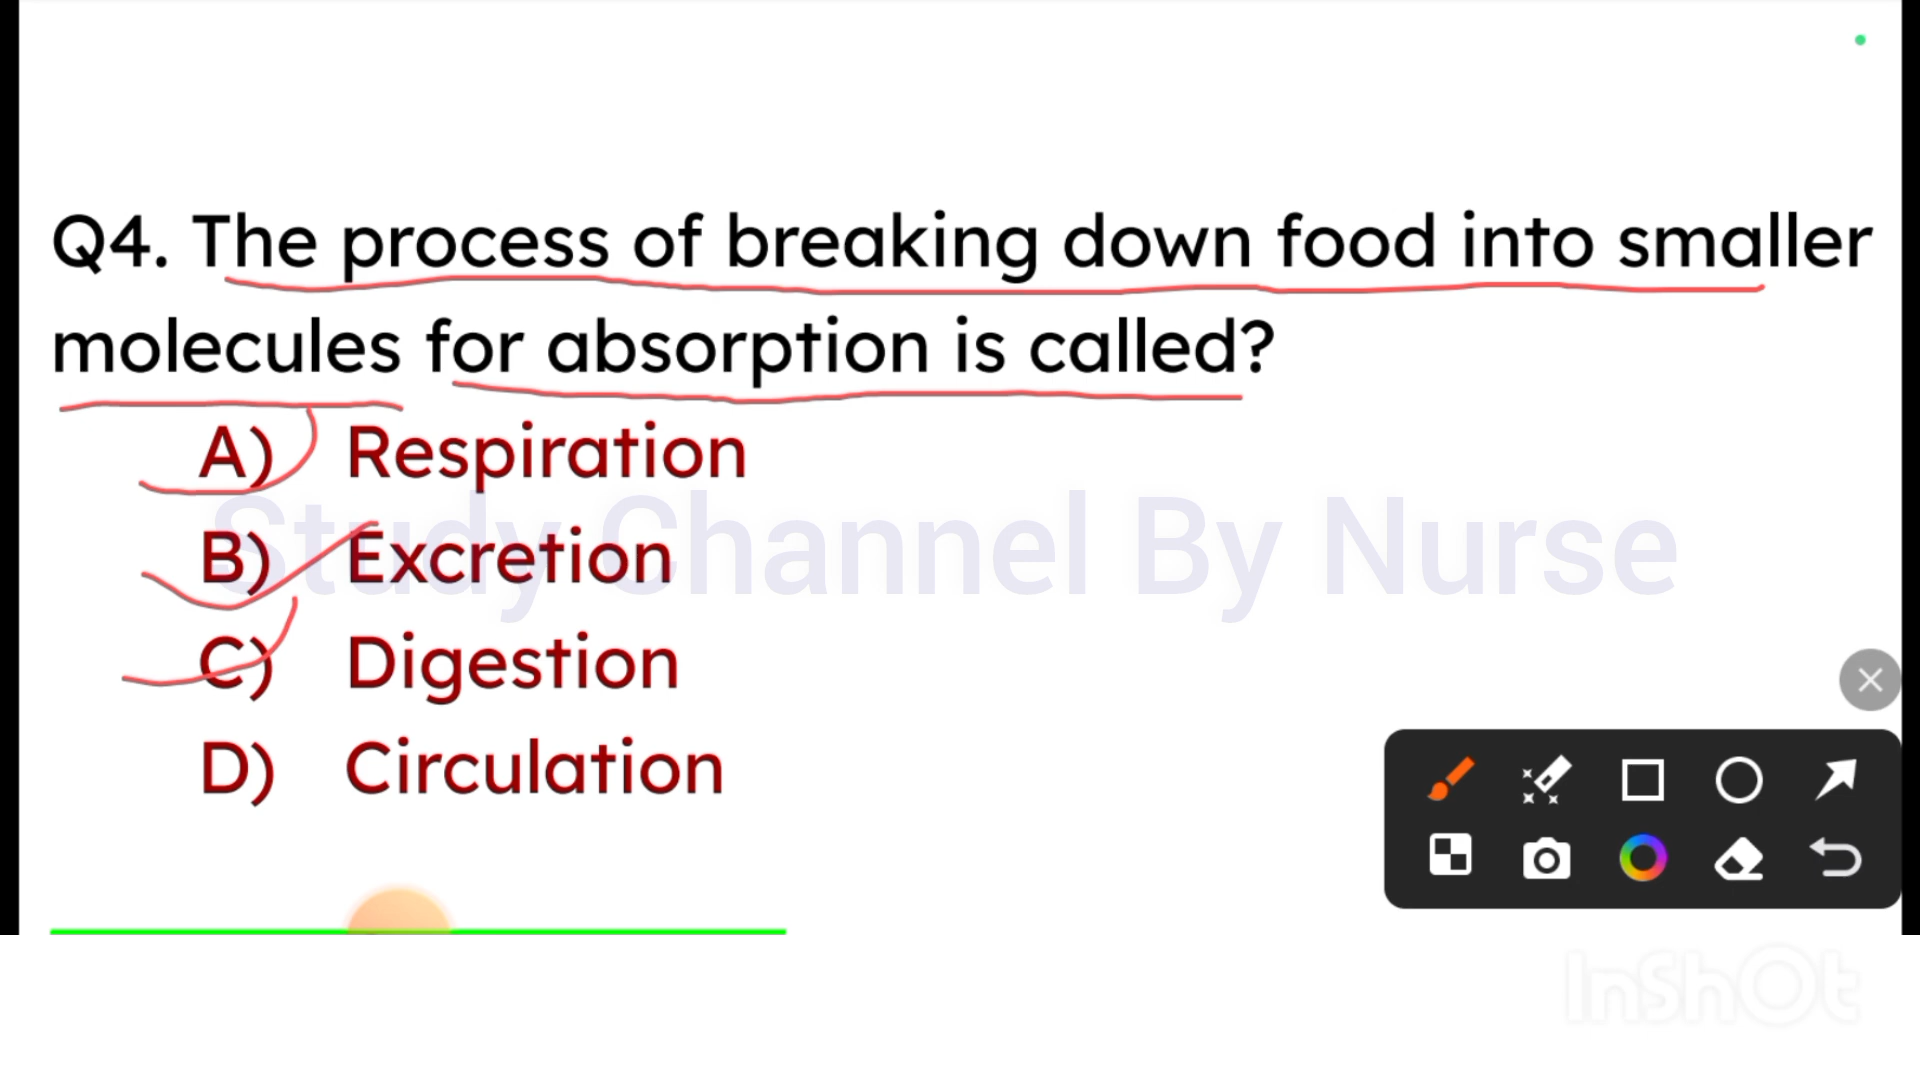 Q4. The process of breaking down food into smaller
molecules for absorption is called?
A) Respiration
B) Excretion
C) Digestion
D) Circulation
Study Channel By Nurse
InShOt